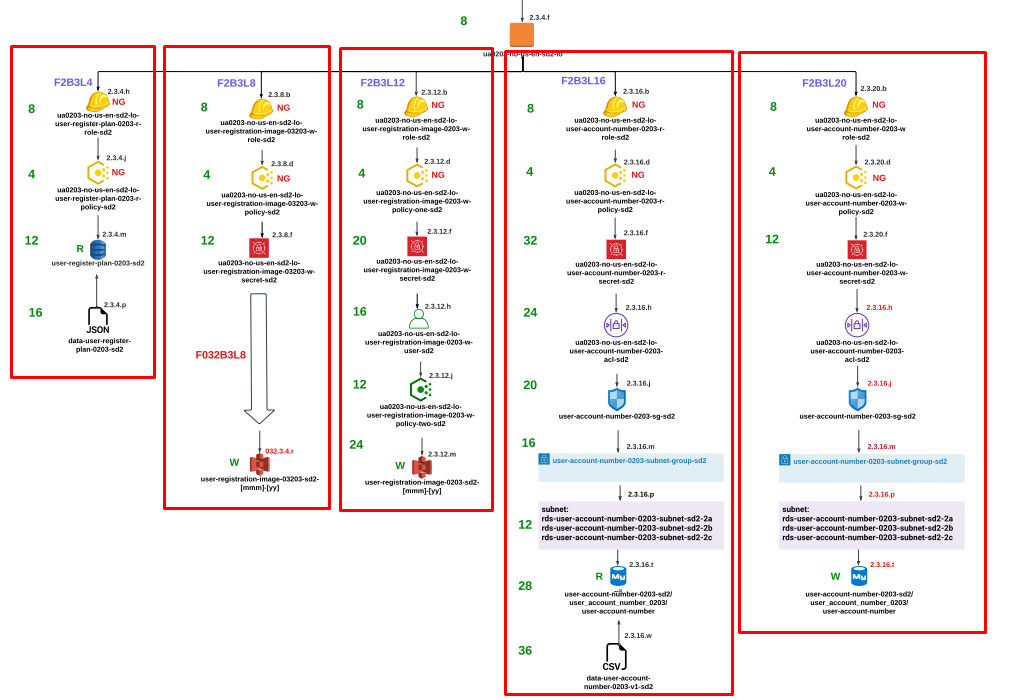 8
2.3.4.f
ua0203-no-us-en-sd2-lo
F2B3L4
2.3.4.h
8
NG
ua0203-no-us-en-sd2-lo-
user-register-plan-0203-r-
role-sd2
2.3.4.j
4
NG
ua0203-no-us-en-sd2-lo-
user-register-plan-0203-r-
policy-sd2
12
2.3.4.m
R
user-register-plan-0203-sd2
2.3.4.p
16
JSON
data-user-register-
plan-0203-sd2
F2B3L8
2.3.8.b
8
NG
ua0203-no-us-en-sd2-lo-
user-registration-image-03203-w-
role-sd2
2.3.8.d
4
NG
ua0203-no-us-en-sd2-lo-
user-registration-image-03203-w-
policy-sd2
2.3.8.f
12
ua0203-no-us-en-sd2-lo-
user-registration-image-03203-w-
secret-sd2
F032B3L8
032.3.4.r
W
user-registration-image-03203-sd2-
[mmm]-[yy]
F2B3L12
2.3.12.b
8
NG
ua0203-no-us-en-sd2-lo-
user-registration-image-0203-w-
role-sd2
2.3.12.d
4
NG
ua0203-no-us-en-sd2-lo-
user-registration-image-0203-w-
policy-one-sd2
2.3.12.f
20
ua0203-no-us-en-sd2-lo-
user-registration-image-0203-w-
secret-sd2
2.3.12.h
16
ua0203-no-us-en-sd2-lo-
user-registration-image-0203-w-
user-sd2
2.3.12.j
12
ua0203-no-us-en-sd2-lo-
user-registration-image-0203-w-
policy-two-sd2
24
2.3.12.m
W
user-registration-image-0203-sd2-
[mmm]-[yy]
F2B3L16
2.3.16.b
8
NG
ua0203-no-us-en-sd2-lo-
user-account-number-0203-r-
role-sd2
2.3.16.d
4
NG
ua0203-no-us-en-sd2-lo-
user-account-number-0203-r-
policy-sd2
2.3.16.f
32
ua0203-no-us-en-sd2-lo-
user-account-number-0203-r-
secret-sd2
2.3.16.h
24
ua0203-no-us-en-sd2-lo-
user-account-number-0203-
acl-sd2
2.3.16.j
20
user-account-number-0203-sg-sd2
16
2.3.16.m
user-account-number-0203-subnet-group-sd2
2.3.16.p
12
subnet:
rds-user-account-number-0203-subnet-sd2-2a
rds-user-account-number-0203-subnet-sd2-2b
rds-user-account-number-0203-subnet-sd2-2c
2.3.16.t
28
R
My
user-account-number-0203-sd2/
user_account_number_0203/
user-account-number
2.3.16.w
36
CSV
data-user-account-
number-0203-v1-sd2
F2B3L20
2.3.20.b
8
NG
ua0203-no-us-en-sd2-lo-
user-account-number-0203-w
role-sd2
2.3.20.d
4
NG
ua0203-no-us-en-sd2-lo-
user-account-number-0203-w-
policy-sd2
2.3.20.f
12
ua0203-no-us-en-sd2-lo-
user-account-number-0203-w-
secret-sd2
2.3.16.h
ua0203-no-us-en-sd2-lo-
user-account-number-0203-
acl-sd2
2.3.16.j
user-account-number-0203-sg-sd2
2.3.16.m
user-account-number-0203-subnet-group-sd2
2.3.16.p
subnet:
rds-user-account-number-0203-subnet-sd2-2a
rds-user-account-number-0203-subnet-sd2-2b
rds-user-account-number-0203-subnet-sd2-2c
2.3.16.t
W
My
user-account-number-0203-sd2/
user_account_number_0203/
user-account-number